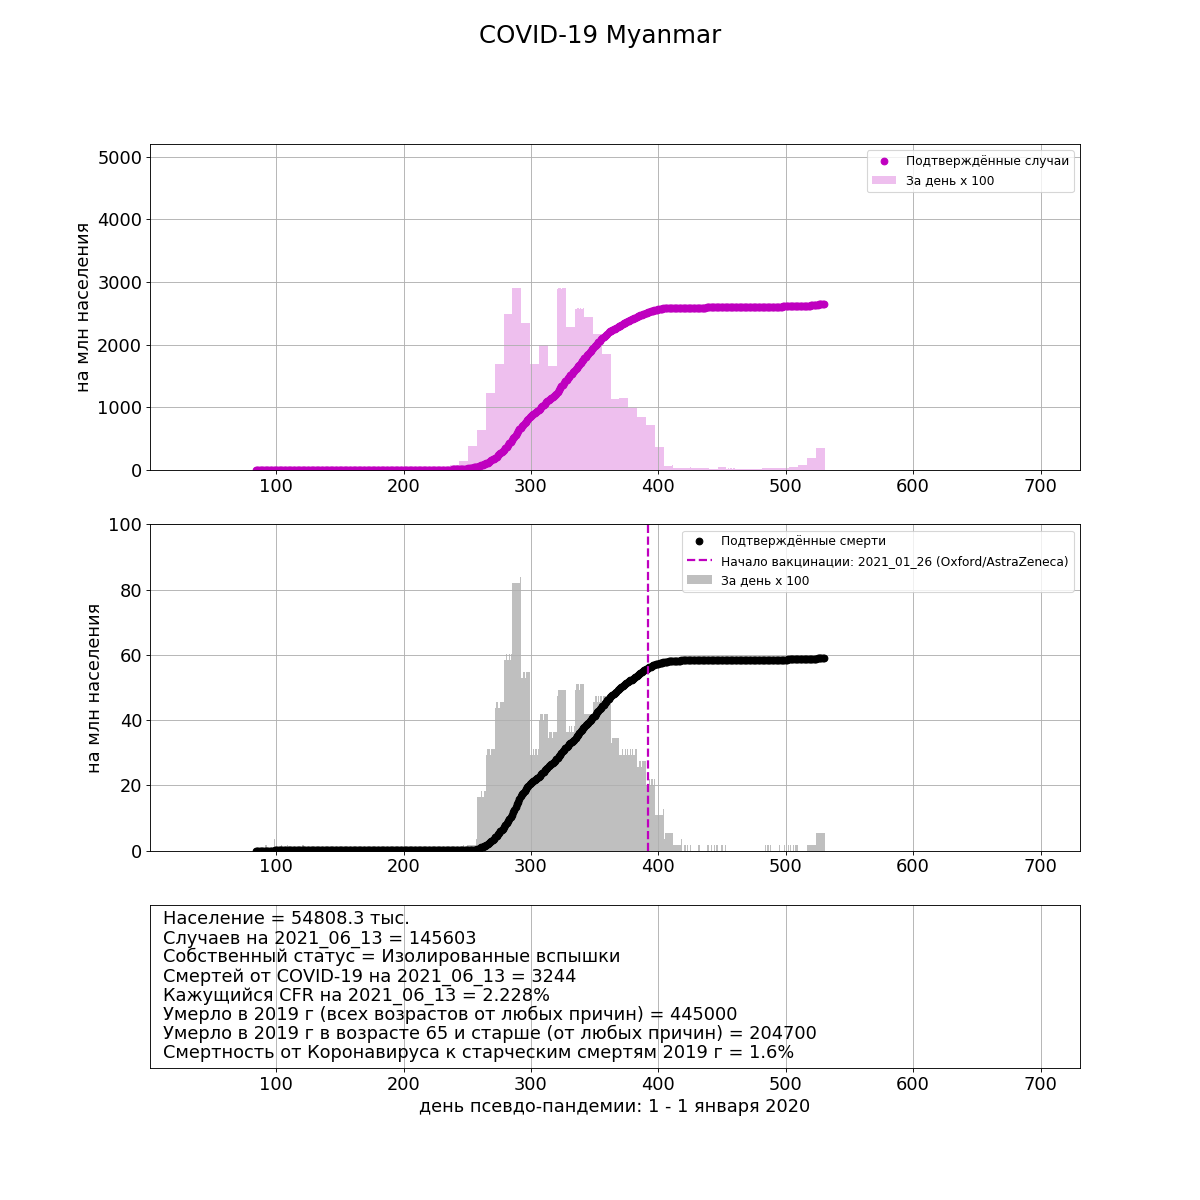 COVID-19 Myanmar
5000
4000
3000
2000
1000
0
на млн населения
Подтверждённые случаи
За день x 100
100 200 300 400 500 600 700
100
80
60
40
20
0
на млн населения
Подтверждённые смерти
Начало вакцинации: 2021_01_26 (Oxford/AstraZeneca)
За день x 100
100 200 300 400 500 600 700
Население = 54808.3 тыс.
Случаев на 2021_06_13 = 145603
Собственный статус = Изолированные вспышки
Смертей от COVID-19 на 2021_06_13 = 3244
Кажущийся CFR на 2021_06_13 = 2.228%
Умерло в 2019 г (всех возрастов от любых причин) = 445000
Умерло в 2019 г в возрасте 65 и старше (от любых причин) = 204700
Смертность от Коронавируса к старческим смертям 2019 г = 1.6%
100 200 300 400 500 600 700
день псевдо-пандемии: 1 - 1 января 2020